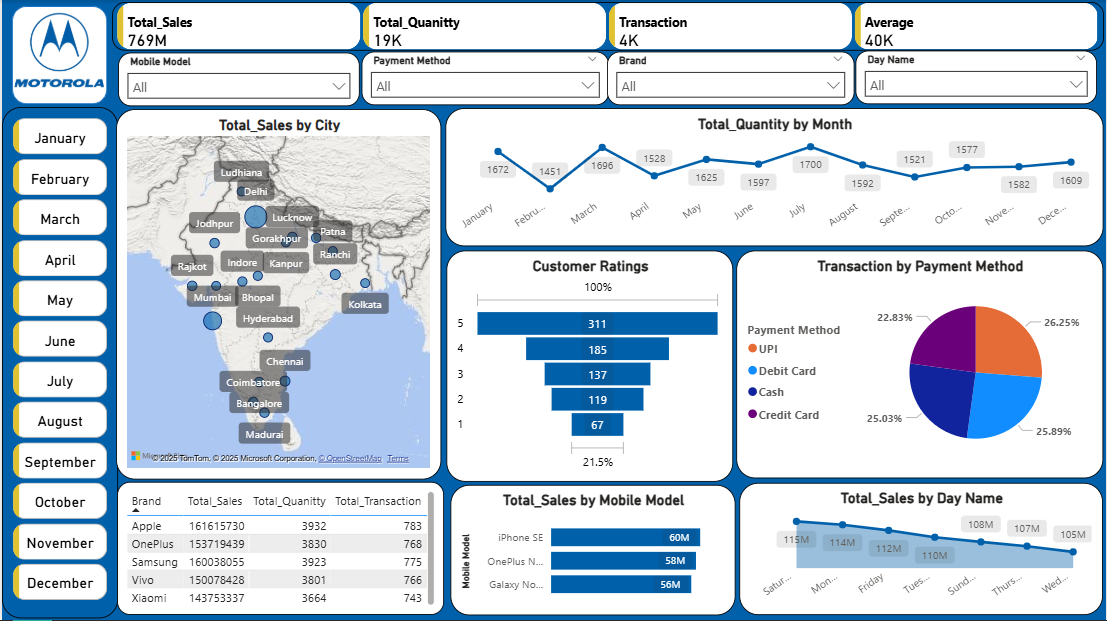 MOTOROLA
Total_Sales
769M
Total_Quanitty
19K
Transaction
4K
Average
40K
Mobile Model
All
Payment Method
All
Brand
All
Day Name
All
January
February
March
April
May
June
July
August
September
October
November
December
Total_Sales by City
Ludhiana
Delhi
Jodhpur
Lucknow
Gorakhpur
Patna
Ranchi
Rajkot
Indore
Kanpur
Mumbai
Bhopal
Kolkata
Hyderabad
Chennai
Coimbatore
Bangalore
Madurai
© 2025 TomTom, © 2025 Microsoft Corporation, © OpenStreetMap Terms
Total_Quantity by Month
1672
1451
1696
1528
1625
1597
1700
1592
1521
1577
1582
1609
January
Febru...
March
April
May
June
July
August
Septe...
Octo...
Nove...
Dece...
Customer Ratings
100%
5 311
4 185
3 137
2 119
1 67
21.5%
Transaction by Payment Method
Payment Method
UPI
Debit Card
Cash
Credit Card
22.83%
26.25%
25.03%
25.89%
Brand Total_Sales Total_Quanitty Total_Transaction
Apple 161615730 3932 783
OnePlus 153719439 3830 768
Samsung 160038055 3923 775
Vivo 150078428 3801 766
Xiaomi 143753337 3664 743
Total_Sales by Mobile Model
Mobile Model
iPhone SE 60M
OnePlus N... 58M
Galaxy No... 56M
Total_Sales by Day Name
115M
114M
112M
110M
108M
107M
105M
Satur...
Mon...
Friday
Tues...
Sund...
Thurs...
Wed...